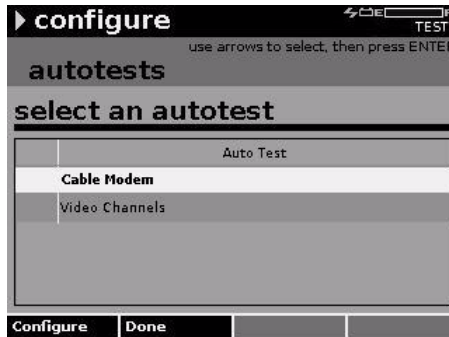 configure
E
TEST
use arrows to select, then press ENTE
autotests
select an autotest
Auto Test
Cable Modem
Video Channels
Configure Done